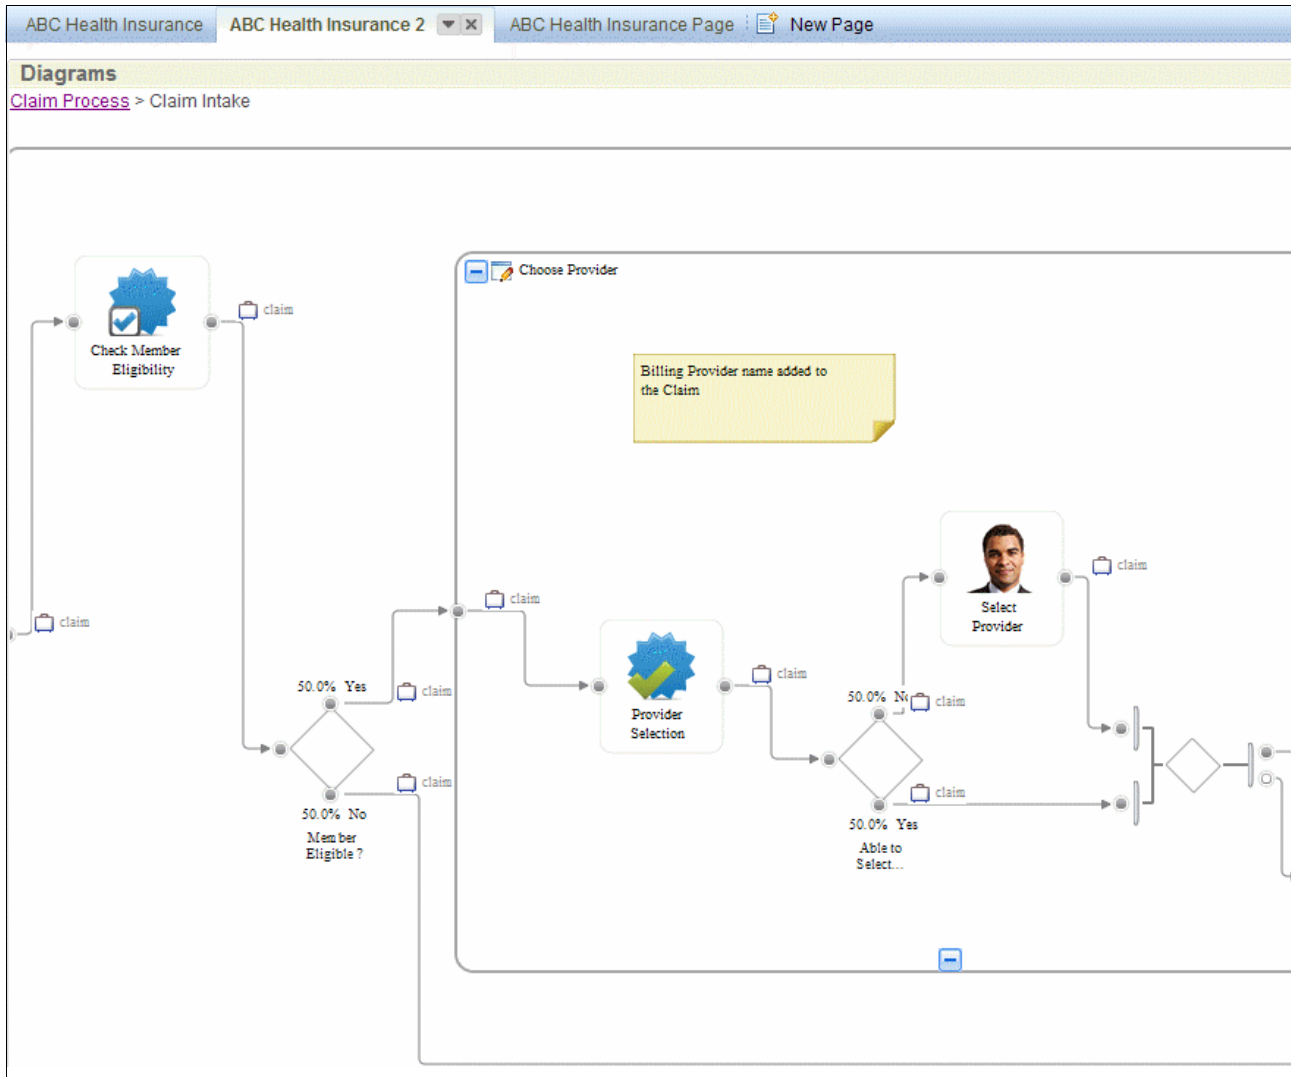 ABC Health Insurance
ABC Health Insurance 2
ABC Health Insurance Page
New Page
Diagrams
Claim Process > Claim Intake
Choose Provider
claim
Check Member
Eligibility
Billing Provider name added to
the Claim
claim
Select
Provider
claim
claim
claim
50.0% Yes
claim
Provider
Selection
50.0% No
claim
claim
claim
50.0% No
Member
Eligible ?
50.0% Yes
Able to
Select...